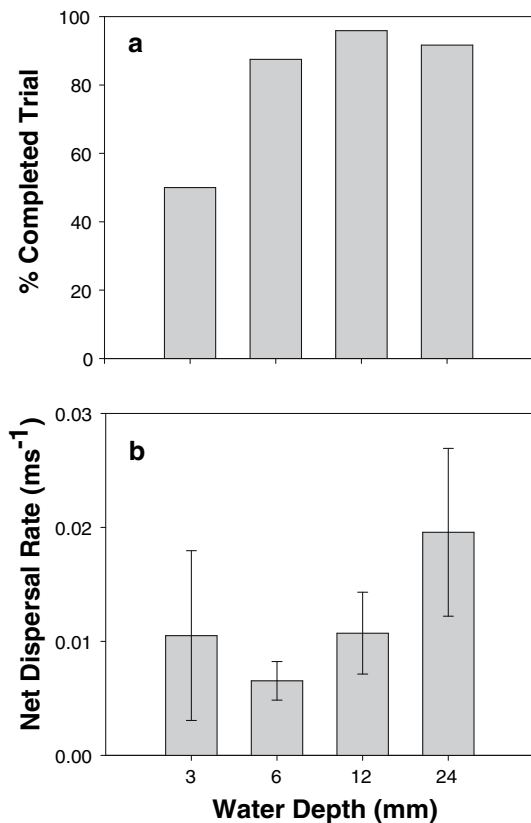 100
a
80
60
40
20
0
% Completed Trial
0.03
b
0.02
0.01
0.00
Net Dispersal Rate (ms⁻¹)
3 6 12 24
Water Depth (mm)